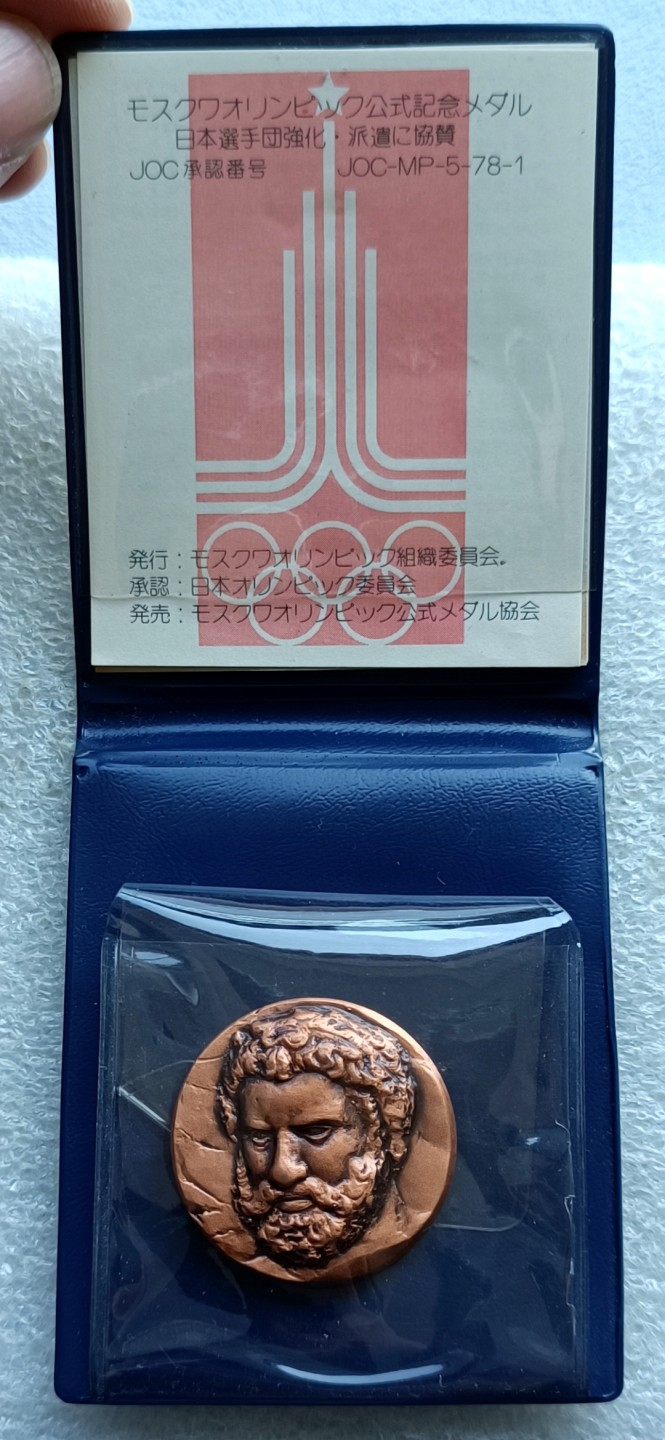 モスクワオリンピック公式記念メダル
日本選手団強化・派遣に協賛
JOC承認番号 JOC-MP-5-78-1
発行：モスクワオリンピック組織委員会。
承認：日本オリンピック委員会
発売：モスクワオリンピック公式メダル協会